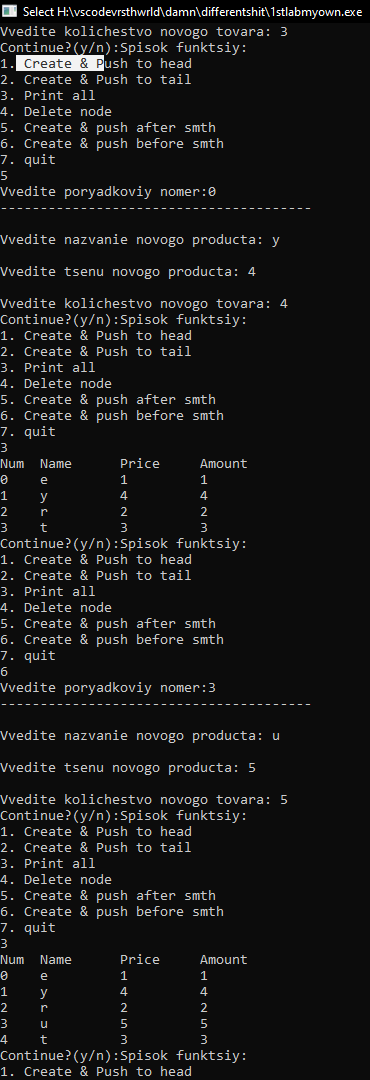 Select H:\vscodevrsthwrld\damn\differentshit\1stlabmyown.exe
Vvedite kolichestvo novogo tovara: 3
Continue?(y/n):Spisok funktsiy:
1. Create & Push to head
2. Create & Push to tail
3. Print all
4. Delete node
5. Create & push after smth
6. Create & push before smth
7. quit
5
Vvedite poryadkoviy nomer:0
---------------------------------------
Vvedite nazvanie novogo producta: y
Vvedite tsenu novogo producta: 4
Vvedite kolichestvo novogo tovara: 4
Continue?(y/n):Spisok funktsiy:
1. Create & Push to head
2. Create & Push to tail
3. Print all
4. Delete node
5. Create & push after smth
6. Create & push before smth
7. quit
3
Num  Name      Price     Amount
0    e         1         1
1    y         4         4
2    r         2         2
3    t         3         3
Continue?(y/n):Spisok funktsiy:
1. Create & Push to head
2. Create & Push to tail
3. Print all
4. Delete node
5. Create & push after smth
6. Create & push before smth
7. quit
6
Vvedite poryadkoviy nomer:3
---------------------------------------
Vvedite nazvanie novogo producta: u
Vvedite tsenu novogo producta: 5
Vvedite kolichestvo novogo tovara: 5
Continue?(y/n):Spisok funktsiy:
1. Create & Push to head
2. Create & Push to tail
3. Print all
4. Delete node
5. Create & push after smth
6. Create & push before smth
7. quit
3
Num  Name      Price     Amount
0    e         1         1
1    y         4         4
2    r         2         2
3    u         5         5
4    t         3         3
Continue?(y/n):Spisok funktsiy:
1. Create & Push to head